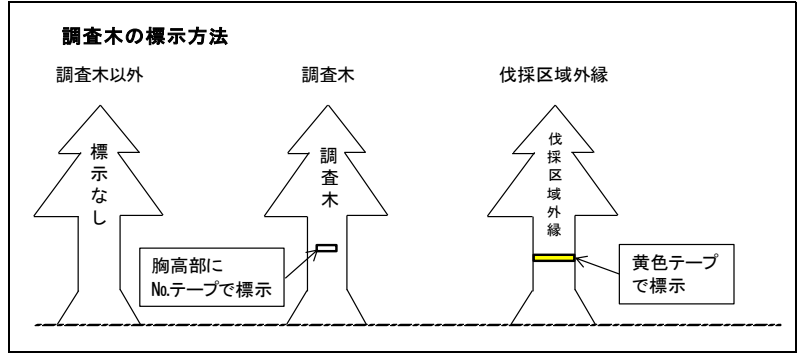 調査木の標示方法
調査木以外
調査木
伐採区域外縁
標示なし
調査木
伐採区域外縁
胸高部に
№テープで標示
黄色テープ
で標示